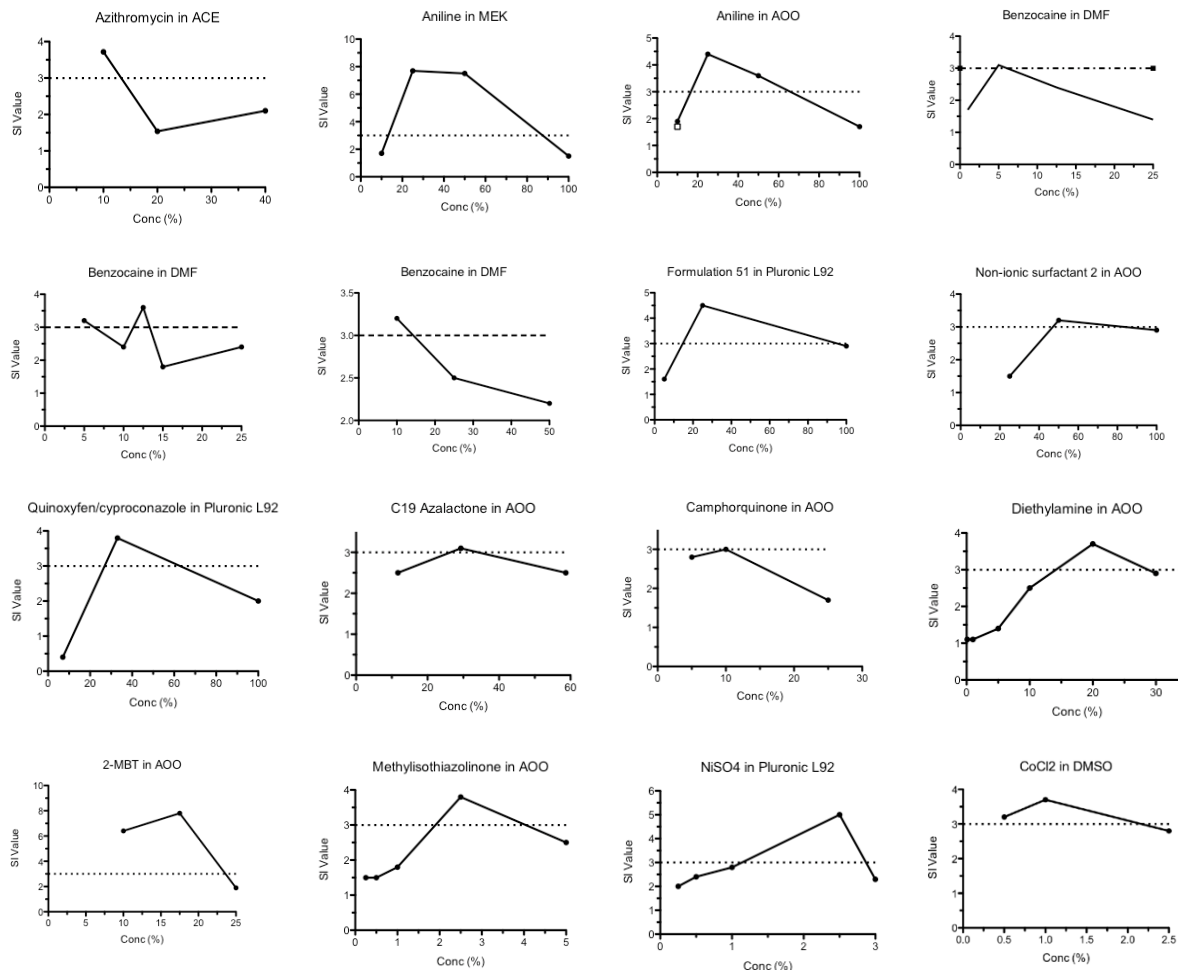 Azithromycin in ACE
4
3
2
1
0
SI Value
0 10 20 30 40
Conc (%)
Aniline in MEK
10
8
6
4
2
0
SI Value
0 20 40 60 80 100
Conc (%)
Aniline in AOO
5
4
3
2
1
0
SI Value
0 20 40 60 80 100
Conc (%)
Benzocaine in DMF
4
3
2
1
0
SI Value
0 5 10 15 20 25
Conc (%)
Benzocaine in DMF
4
3
2
1
0
SI Value
0 5 10 15 20 25
Conc (%)
Benzocaine in DMF
3.5
3.0
2.5
2.0
SI Value
0 10 20 30 40 50
Conc (%)
Formulation 51 in Pluronic L92
5
4
3
2
1
0
SI Value
0 20 40 60 80 100
Conc (%)
Non-ionic surfactant 2 in AOO
4
3
2
1
0
SI Value
0 20 40 60 80 100
Conc (%)
Quinoxyfen/cyproconazole in Pluronic L92
4
3
2
1
0
SI Value
0 20 40 60 80 100
Conc (%)
C19 Azalactone in AOO
3
2
1
0
SI Value
0 20 40 60
Conc (%)
Camphorquinone in AOO
3
2
1
0
SI Value
0 10 20 30
Conc (%)
Diethylamine in AOO
4
3
2
1
0
SI Value
0 10 20 30
Conc (%)
2-MBT in AOO
10
8
6
4
2
0
SI Value
0 5 10 15 20 25
Conc (%)
Methylisothiazolinone in AOO
4
3
2
1
0
SI Value
0 1 2 3 4 5
Conc (%)
NiSO4 in Pluronic L92
6
5
4
3
2
1
0
SI Value
0 1 2 3
Conc (%)
CoCl2 in DMSO
4
3
2
1
0
SI Value
0.0 0.5 1.0 1.5 2.0 2.5
Conc (%)